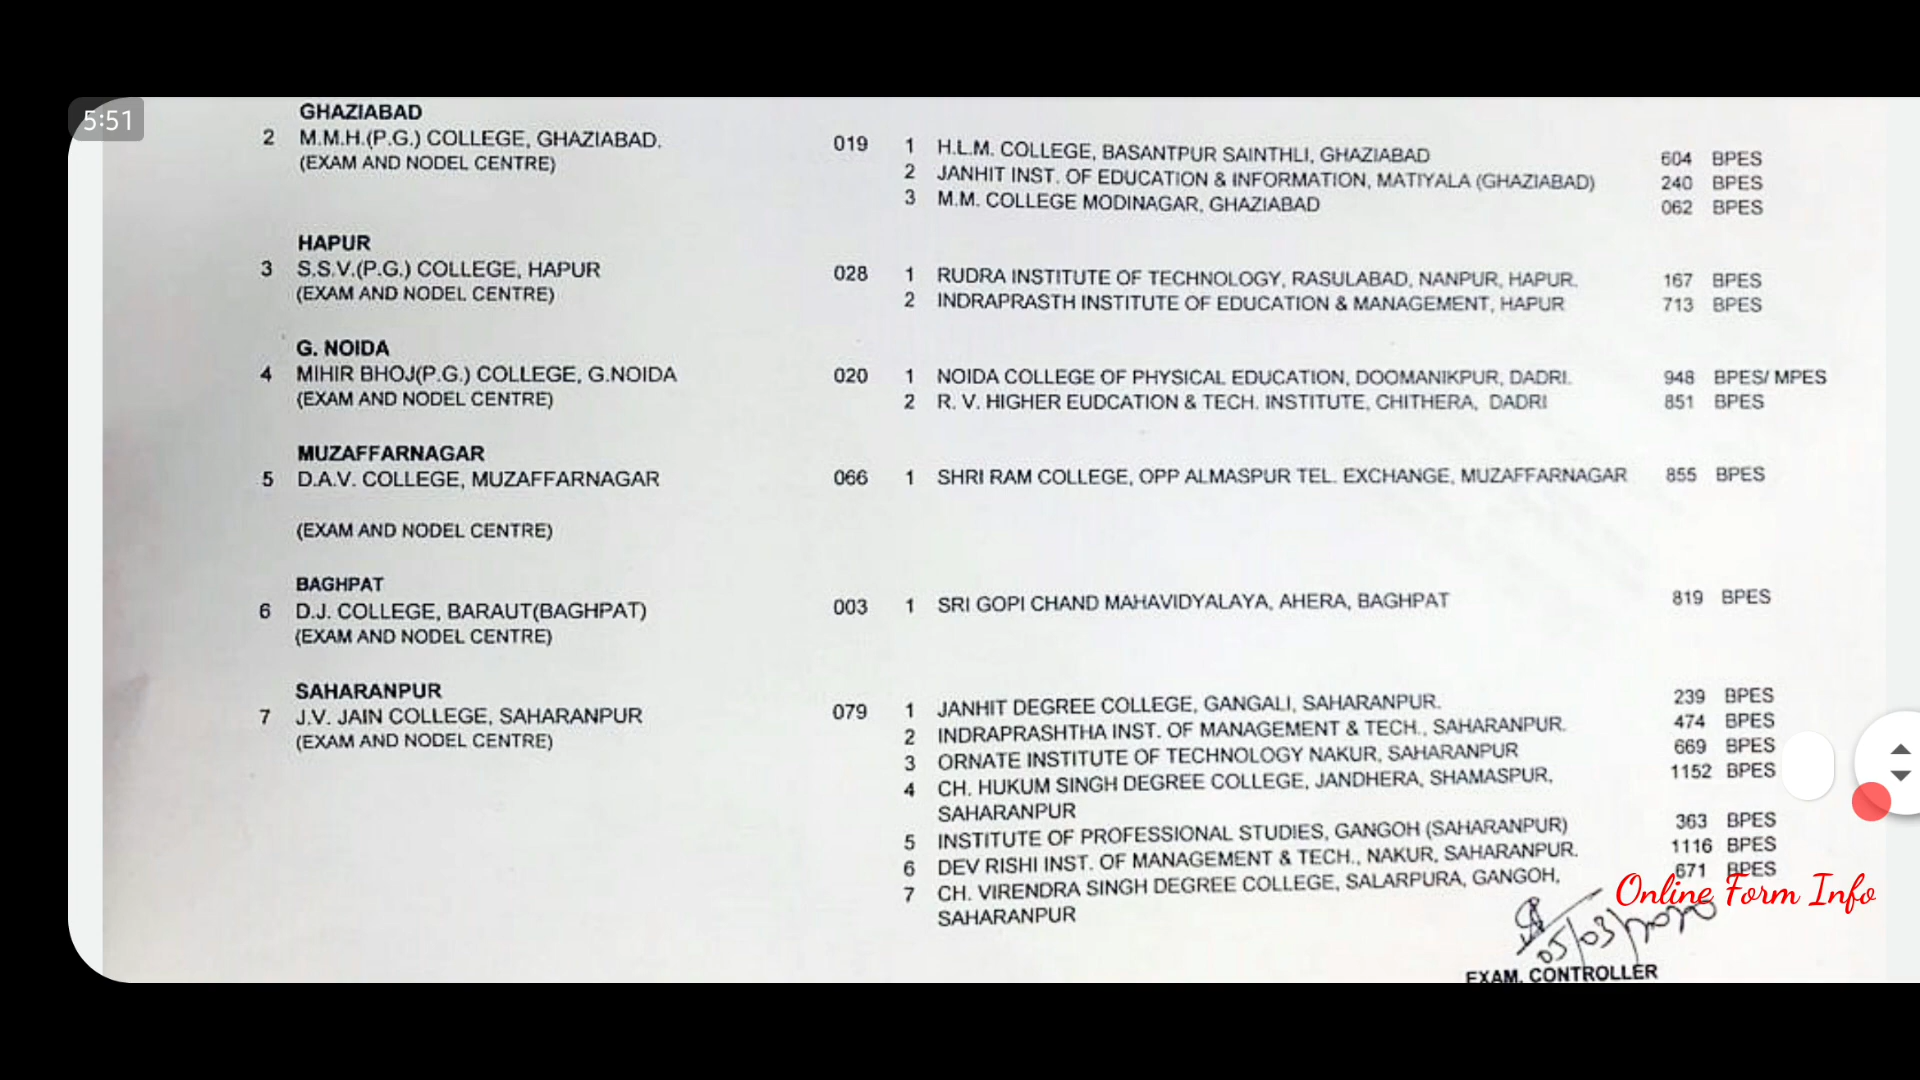 5:51
GHAZIABAD
2 M.M.H.(P.G.) COLLEGE, GHAZIABAD. 019 1 H.L.M. COLLEGE, BASANTPUR SAINTHLI, GHAZIABAD 604 BPES
(EXAM AND NODEL CENTRE) 2 JANHIT INST. OF EDUCATION & INFORMATION, MATIYALA (GHAZIABAD) 240 BPES
3 M.M. COLLEGE MODINAGAR, GHAZIABAD 062 BPES
HAPUR
3 S.S.V.(P.G.) COLLEGE, HAPUR 028 1 RUDRA INSTITUTE OF TECHNOLOGY, RASULABAD, NANPUR, HAPUR. 167 BPES
(EXAM AND NODEL CENTRE) 2 INDRAPRASTH INSTITUTE OF EDUCATION & MANAGEMENT, HAPUR 713 BPES
G. NOIDA
4 MIHIR BHOJ(P.G.) COLLEGE, G.NOIDA 020 1 NOIDA COLLEGE OF PHYSICAL EDUCATION, DOOMANIKPUR, DADRI. 948 BPES/ MPES
(EXAM AND NODEL CENTRE) 2 R. V. HIGHER EUDCATION & TECH. INSTITUTE, CHITHERA, DADRI 851 BPES
MUZAFFARNAGAR
5 D.A.V. COLLEGE, MUZAFFARNAGAR 066 1 SHRI RAM COLLEGE, OPP ALMASPUR TEL. EXCHANGE, MUZAFFARNAGAR 855 BPES
(EXAM AND NODEL CENTRE)
BAGHPAT
6 D.J. COLLEGE, BARAUT(BAGHPAT) 003 1 SRI GOPI CHAND MAHAVIDYALAYA, AHERA, BAGHPAT 819 BPES
(EXAM AND NODEL CENTRE)
SAHARANPUR
7 J.V. JAIN COLLEGE, SAHARANPUR 079 1 JANHIT DEGREE COLLEGE, GANGALI, SAHARANPUR. 239 BPES
(EXAM AND NODEL CENTRE) 2 INDRAPRASHTHA INST. OF MANAGEMENT & TECH., SAHARANPUR. 474 BPES
3 ORNATE INSTITUTE OF TECHNOLOGY NAKUR, SAHARANPUR 669 BPES
4 CH. HUKUM SINGH DEGREE COLLEGE, JANDHERA, SHAMASPUR, 1152 BPES
SAHARANPUR
5 INSTITUTE OF PROFESSIONAL STUDIES, GANGOH (SAHARANPUR) 363 BPES
6 DEV RISHI INST. OF MANAGEMENT & TECH., NAKUR, SAHARANPUR. 1116 BPES
7 CH. VIRENDRA SINGH DEGREE COLLEGE, SALARPURA, GANGOH, 671 BPES
SAHARANPUR
Online Form Info
05/03/2020
EXAM. CONTROLLER